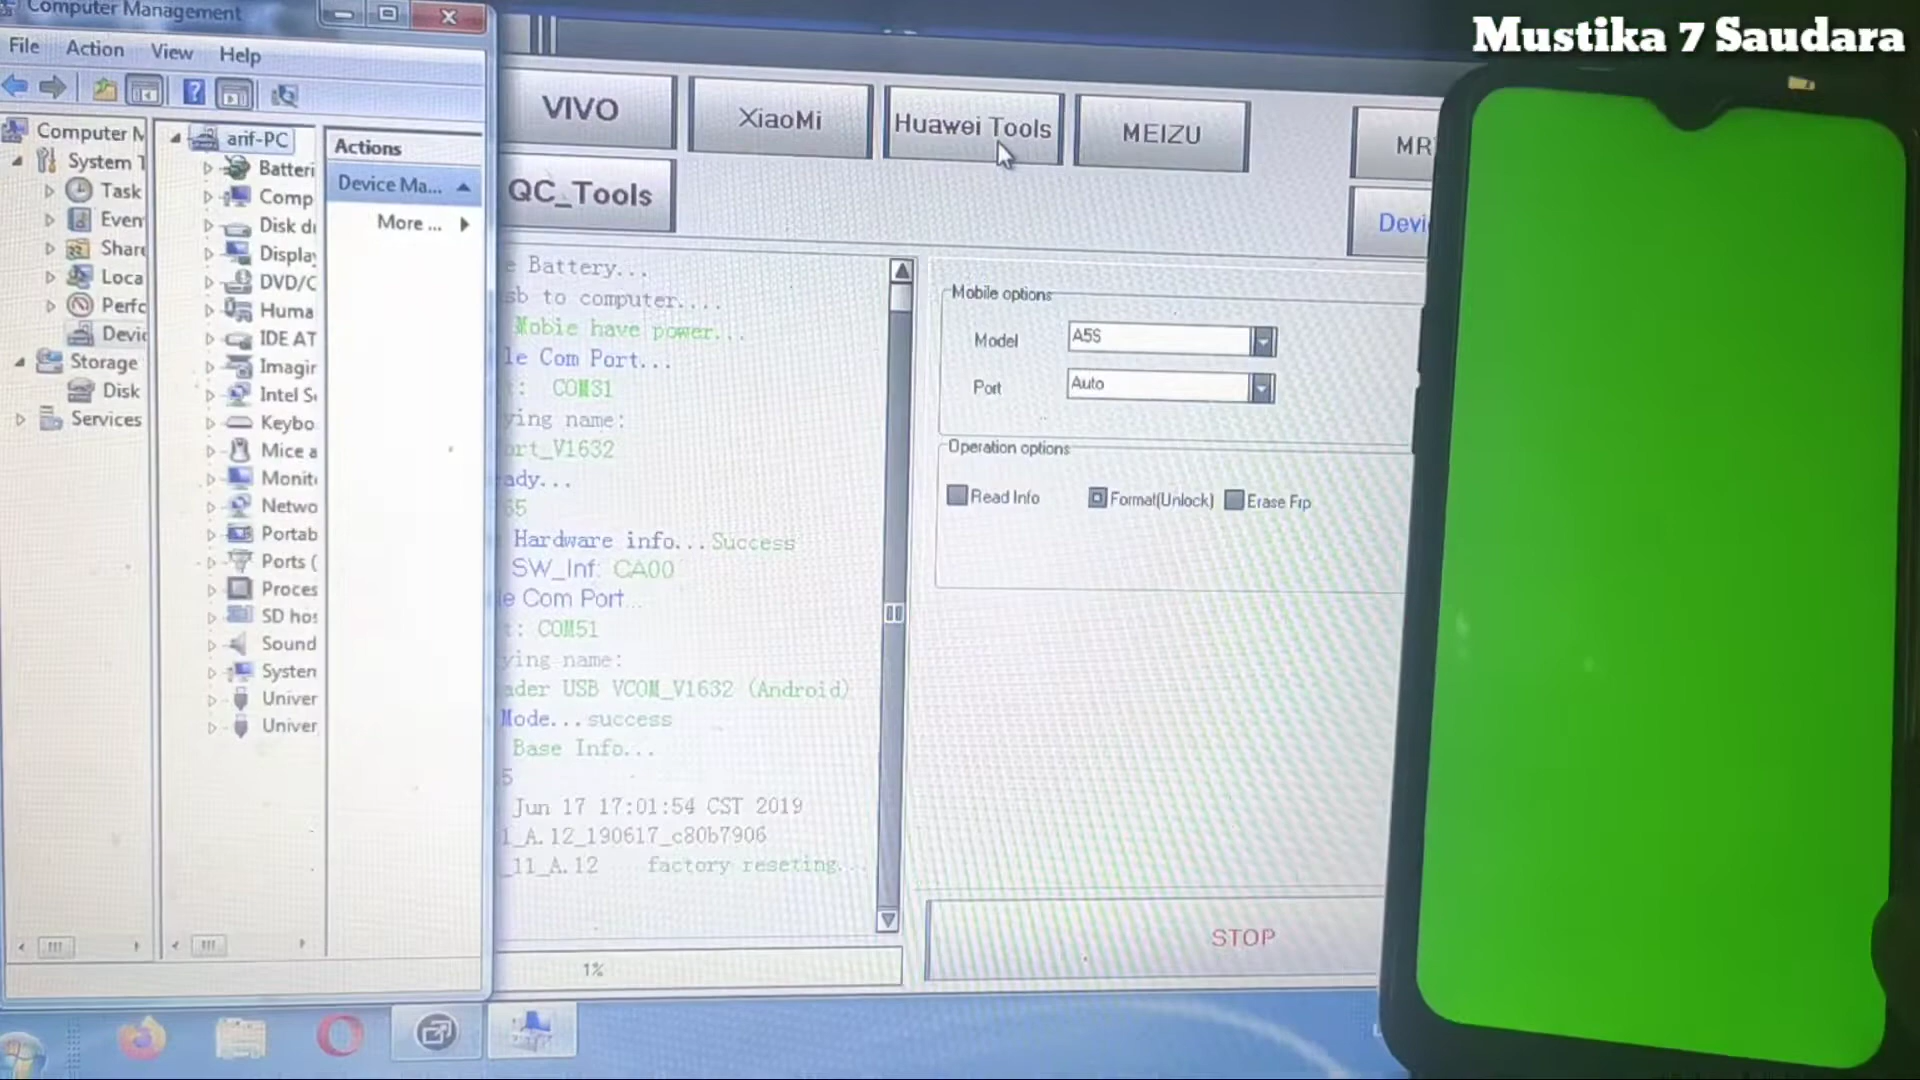 Computer Management
Mustika 7 Saudara
File Action View Help
VIVO
XiaoMi
Huawei Tools
MEIZU
MR
QC_Tools
Devi
Computer M
System T
Task
Even
Share
Loca
Perfo
Devic
Storage
Disk
Services
arif-PC
Batteri
Comp
Disk d
Display
DVD/C
Huma
IDE AT
Imagin
Intel S
Keybo
Mice a
Monit
Netwo
Portab
Ports (
Proces
SD hos
Sound
System
Univer
Univer
Actions
Device Ma...
More ...
e Battery...
sb to computer....
Mobie have power...
le Com Port...
t: COM31
ying name:
ort_V1632
ady...
65
Hardware info...Success
SW_Inf: CA00
e Com Port...
t: COM51
ying name:
ader USB VCOM_V1632 (Android)
Mode...success
Base Info...
5
Jun 17 17:01:54 CST 2019
1_A.12_190617_c80b7906
_11_A.12 factory reseting...
1%
Mobile options
Model A5S
Port Auto
Operation options
Read Info Format(Unlock) Erase Frp
STOP